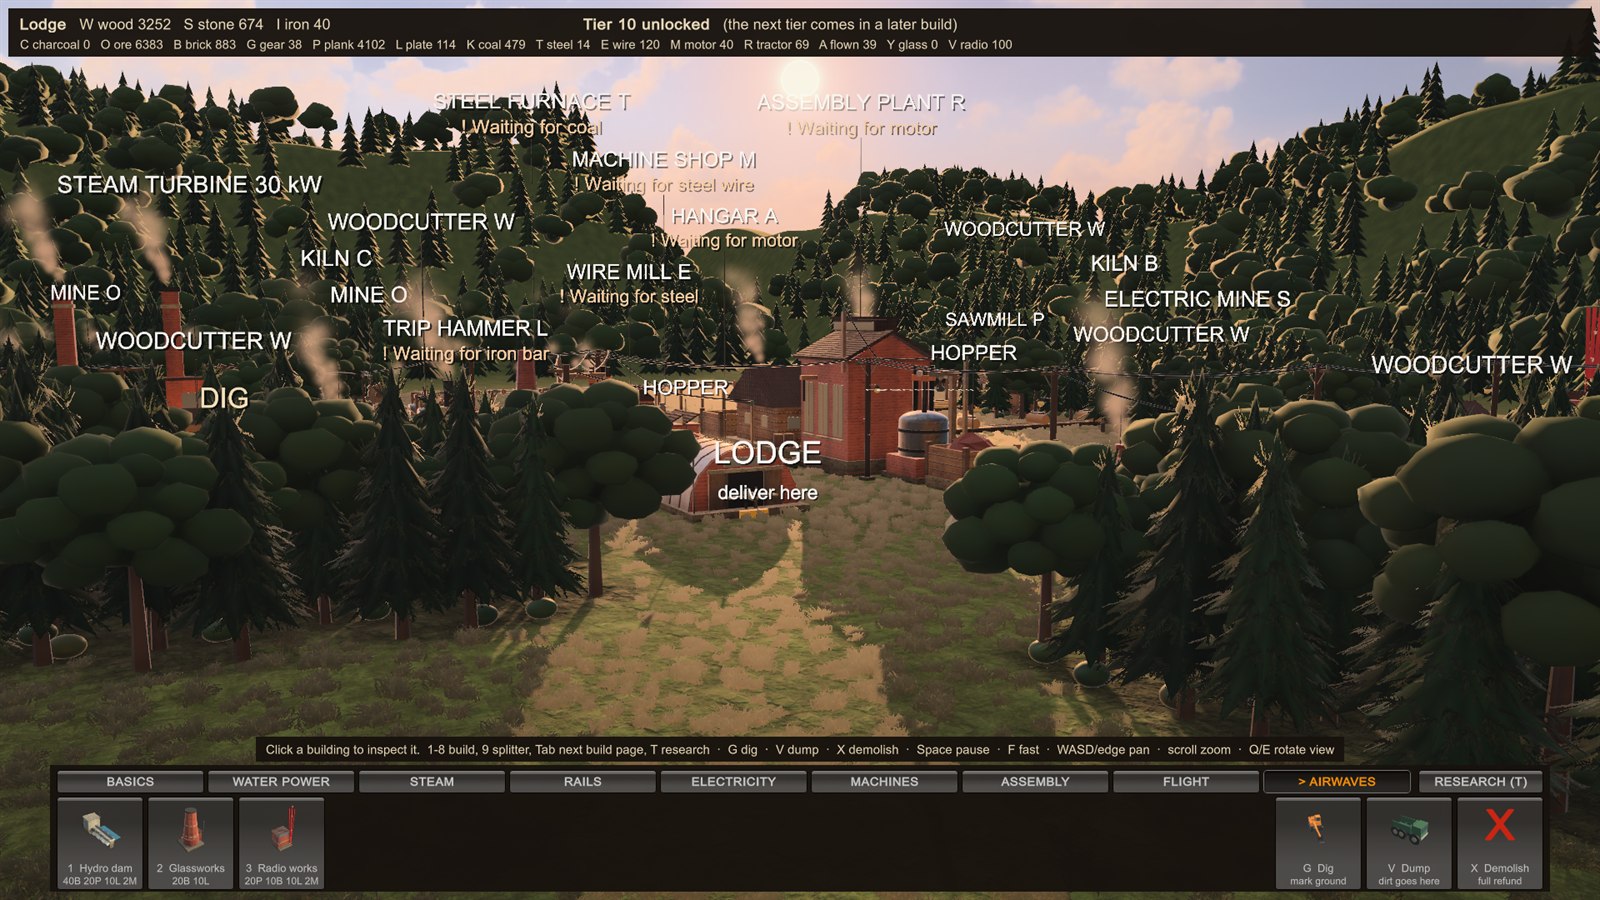 Lodge W wood 3252 S stone 674 I iron 40
Tier 10 unlocked (the next tier comes in a later build)
C charcoal 0 O ore 6383 B brick 883 G gear 38 P plank 4102 L plate 114 K coal 479 T steel 14 E wire 120 M motor 40 R tractor 69 A flown 39 Y glass 0 V radio 100
STEEL FURNACE T
! Waiting for coal
ASSEMBLY PLANT R
! Waiting for motor
MACHINE SHOP M
! Waiting for steel wire
STEAM TURBINE 30 kW
HANGAR A
! Waiting for motor
WOODCUTTER W
WOODCUTTER W
KILN C
KILN B
WIRE MILL E
! Waiting for steel
MINE O
MINE O
ELECTRIC MINE S
TRIP HAMMER L
! Waiting for iron bar
SAWMILL P
WOODCUTTER W
WOODCUTTER W
HOPPER
WOODCUTTER W
HOPPER
DIG
LODGE
deliver here
Click a building to inspect it. 1-8 build, 9 splitter, Tab next build page, T research · G dig · V dump · X demolish · Space pause · F fast · WASD/edge pan · scroll zoom · Q/E rotate view
BASICS WATER POWER STEAM RAILS ELECTRICITY MACHINES ASSEMBLY FLIGHT > AIRWAVES RESEARCH (T)
1 Hydro dam
40B 20P 10L 2M
2 Glassworks
20B 10L
3 Radio works
20P 10B 10L 2M
G Dig
mark ground
V Dump
dirt goes here
X
X Demolish
full refund